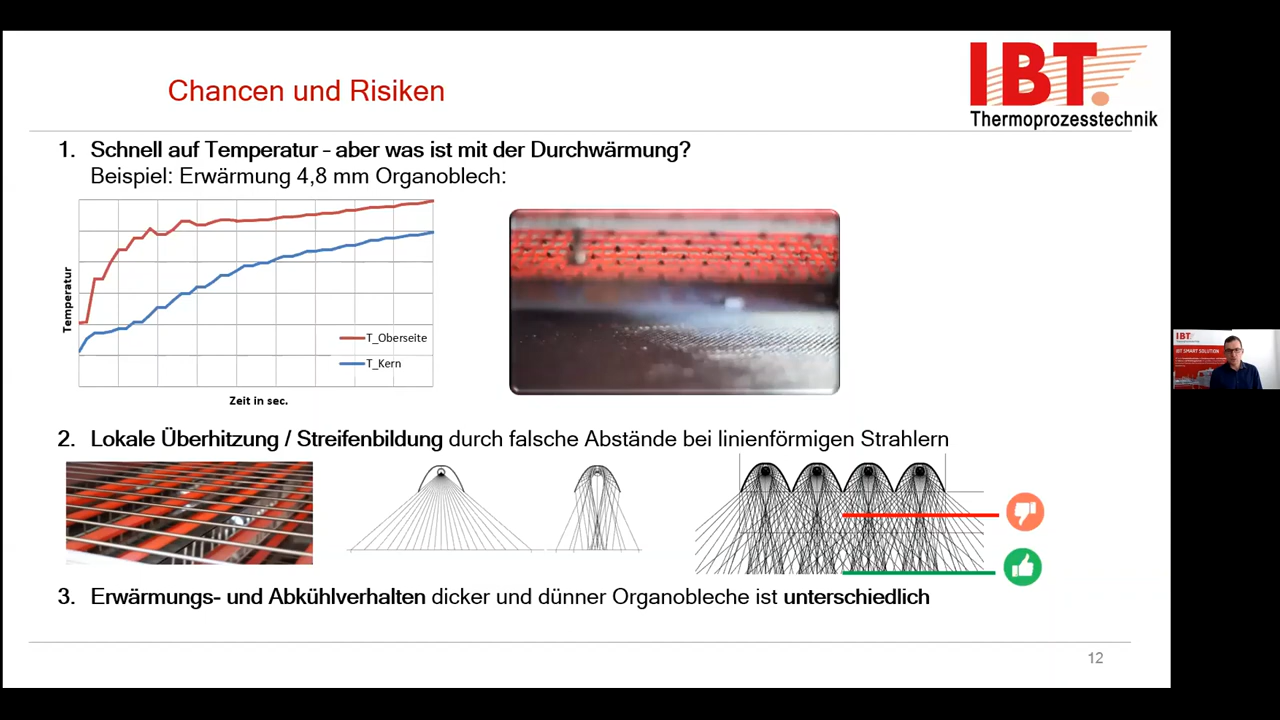 Chancen und Risiken
IBT.
Thermoprozesstechnik
1. Schnell auf Temperatur – aber was ist mit der Durchwärmung?
Beispiel: Erwärmung 4,8 mm Organoblech:
Temperatur
T_Oberseite
T_Kern
Zeit in sec.
2. Lokale Überhitzung / Streifenbildung durch falsche Abstände bei linienförmigen Strahlern
3. Erwärmungs- und Abkühlverhalten dicker und dünner Organobleche ist unterschiedlich
12
IBT
IBT SMART SOLUTION